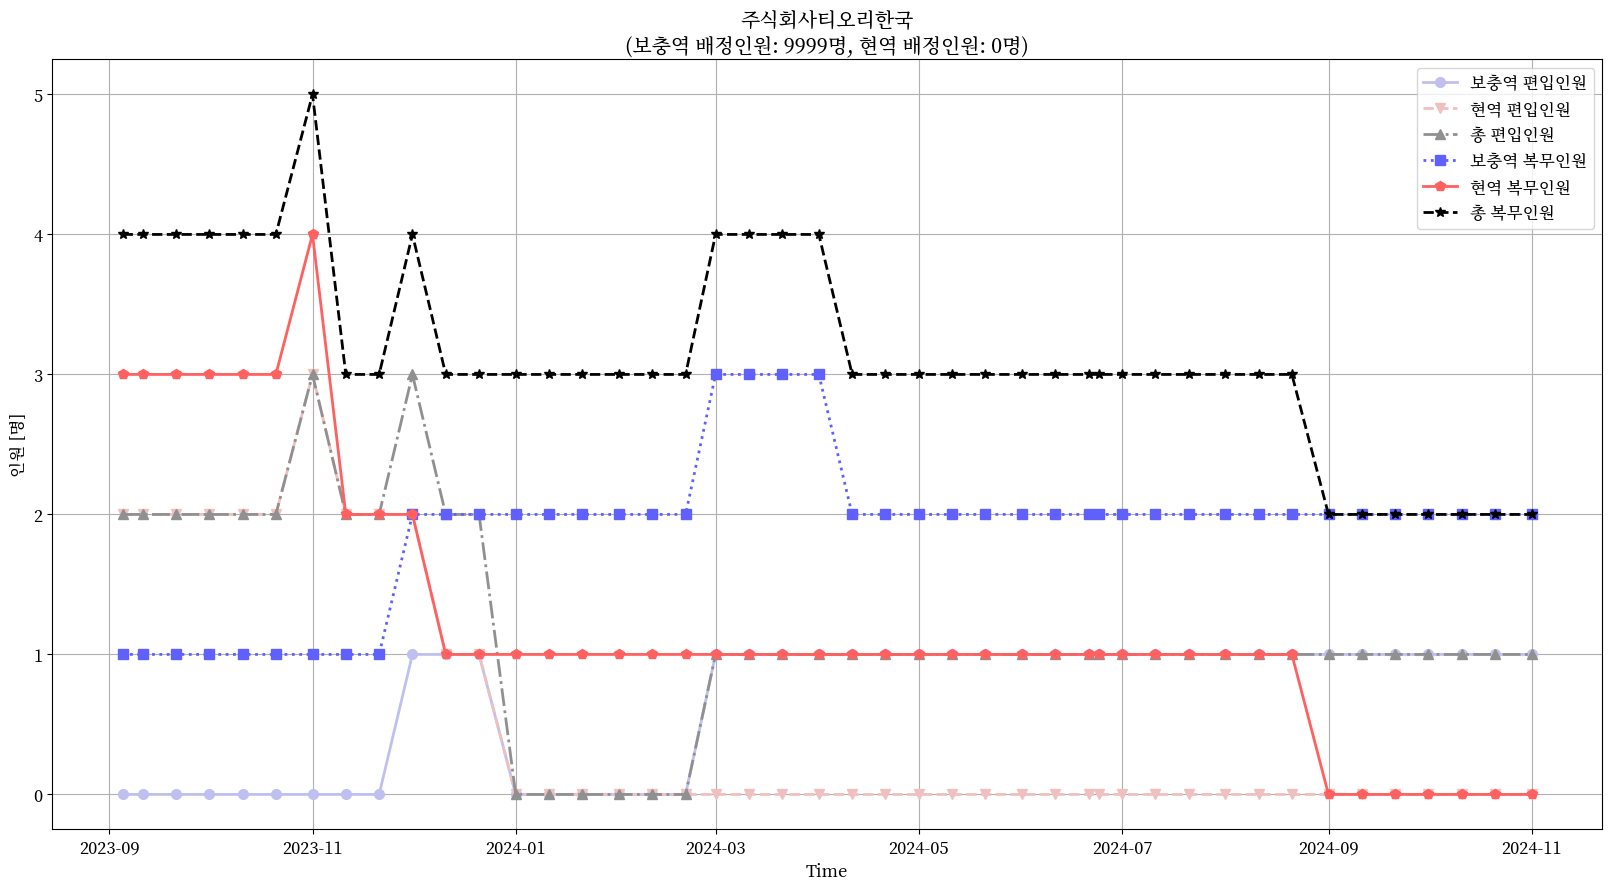 주식회사티오리한국
(보충역 배정인원: 9999명, 현역 배정인원: 0명)
보충역 편입인원
현역 편입인원
총 편입인원
보충역 복무인원
현역 복무인원
총 복무인원
5
4
3
2
1
0
인원 [명]
2023-09
2023-11
2024-01
2024-03
2024-05
2024-07
2024-09
2024-11
Time